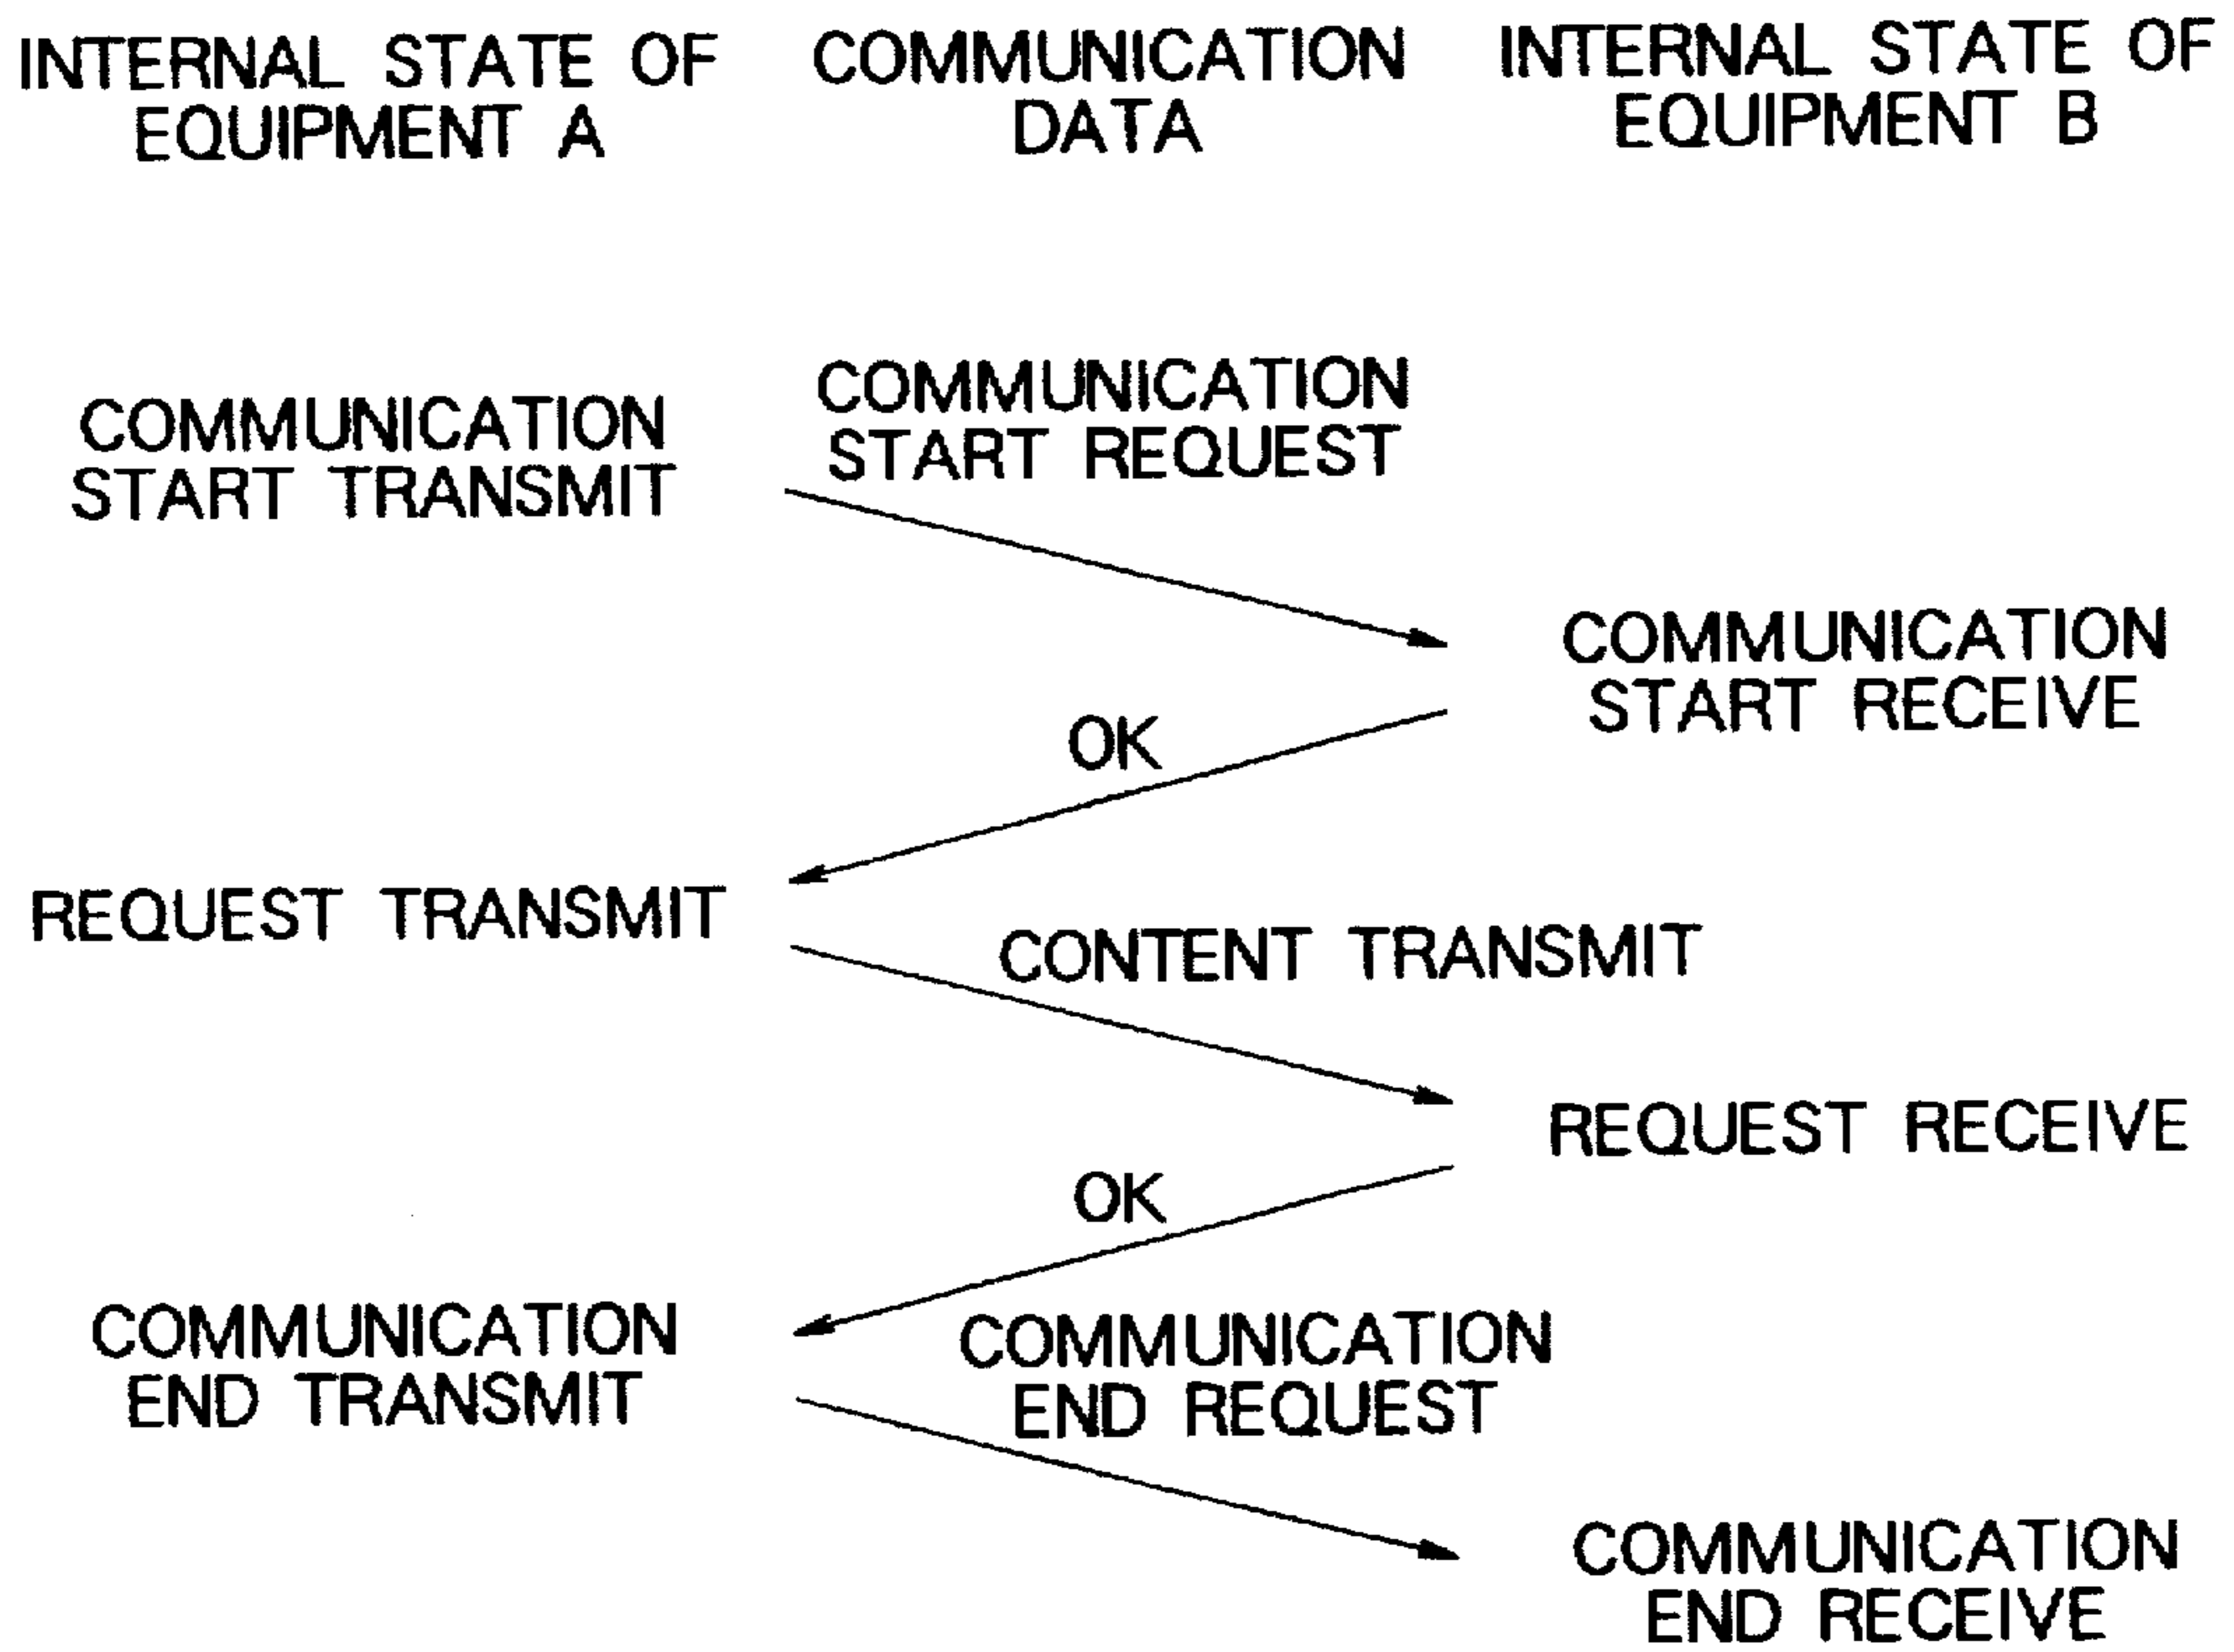 INTERNAL STATE OF
EQUIPMENT A
COMMUNICATION
DATA
INTERNAL STATE OF
EQUIPMENT B
COMMUNICATION
START TRANSMIT
COMMUNICATION
START REQUEST
COMMUNICATION
START RECEIVE
OK
REQUEST TRANSMIT
CONTENT TRANSMIT
REQUEST RECEIVE
OK
COMMUNICATION
END TRANSMIT
COMMUNICATION
END REQUEST
COMMUNICATION
END RECEIVE